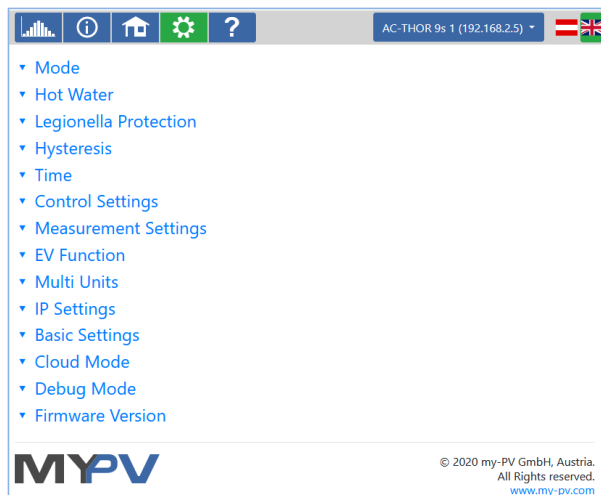 ?
AC-THOR 9s 1 (192.168.2.5)
Mode
Hot Water
Legionella Protection
Hysteresis
Time
Control Settings
Measurement Settings
EV Function
Multi Units
IP Settings
Basic Settings
Cloud Mode
Debug Mode
Firmware Version
MYPV
© 2020 my-PV GmbH, Austria.
All Rights reserved.
www.my-pv.com